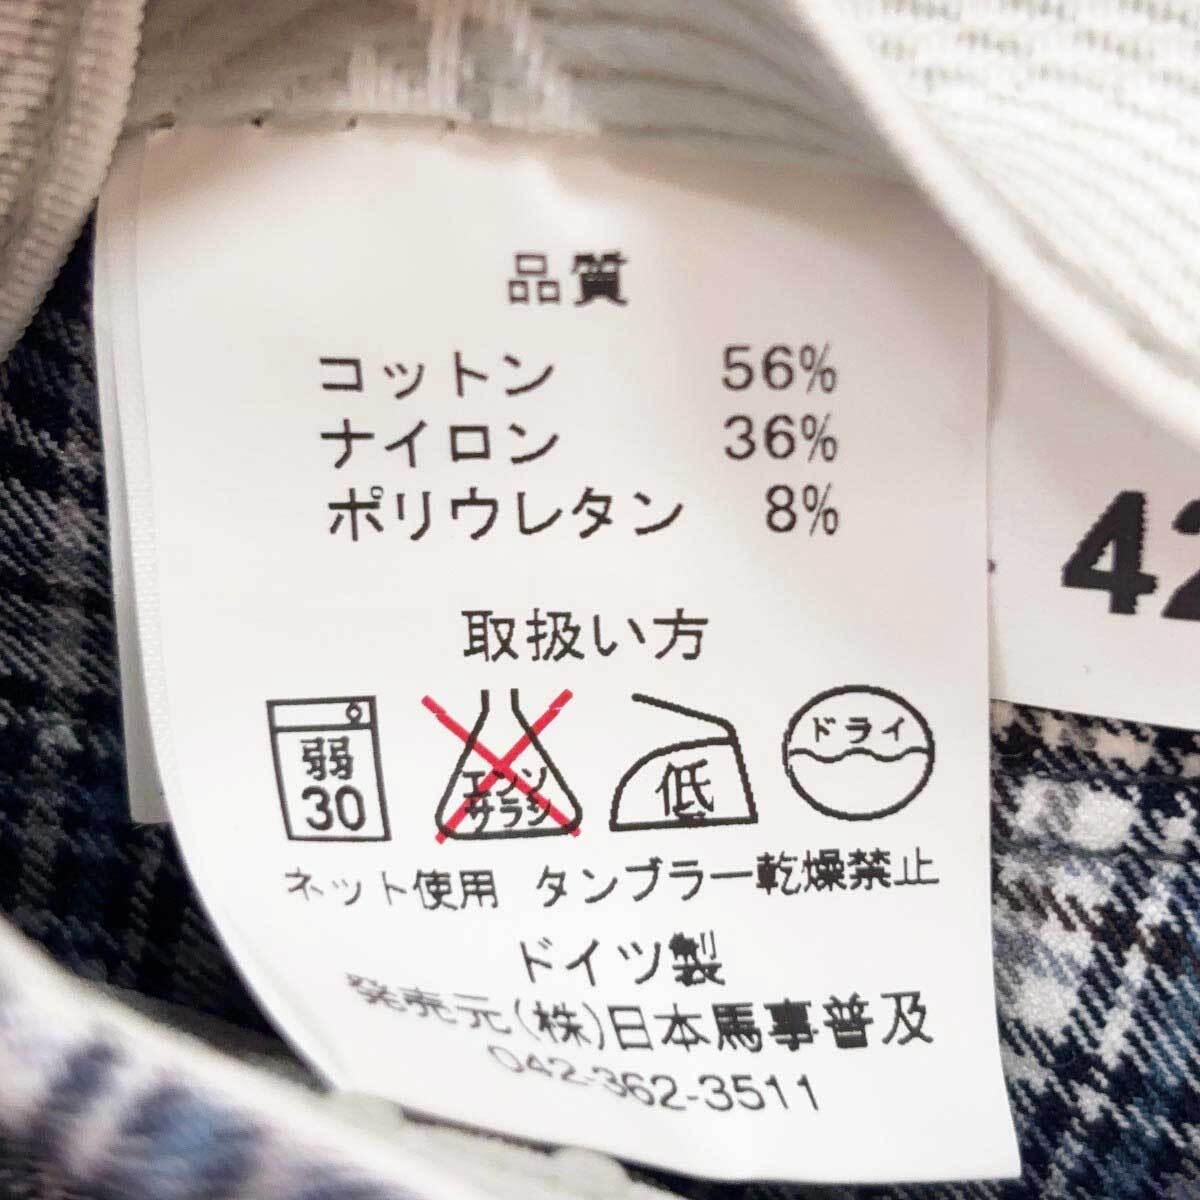 品質
コットン 56%
ナイロン 36%
ポリウレタン 8%
取扱い方
弱
30
エンソ
サラシ
低
ドライ
ネット使用 タンブラー乾燥禁止
ドイツ製
発売元(株)日本馬事普及
042-362-3511
42